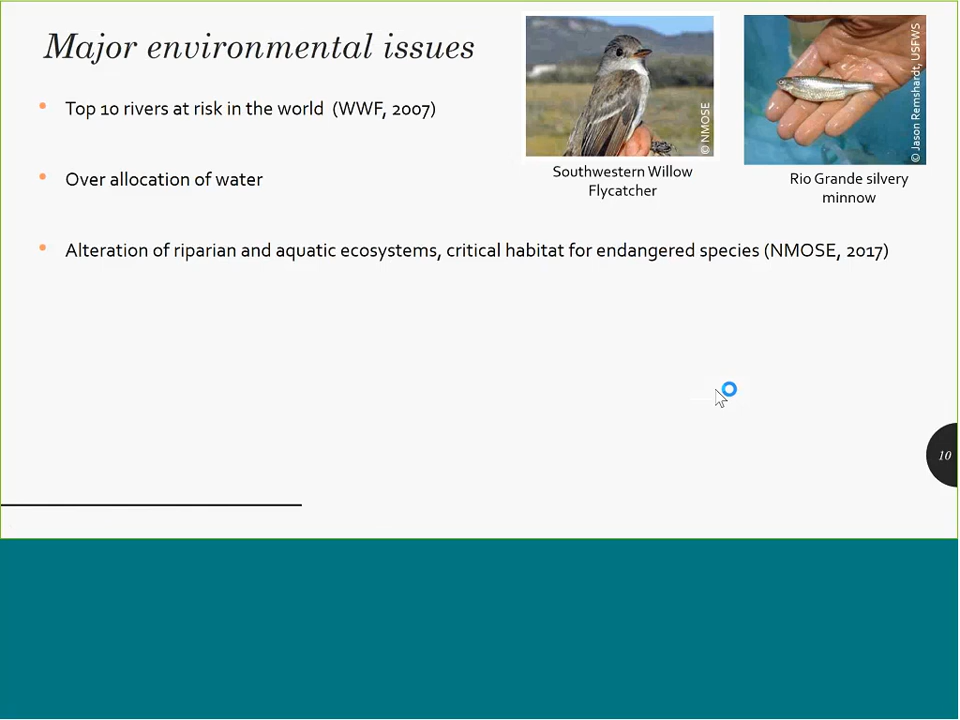 Major environmental issues
• Top 10 rivers at risk in the world (WWF, 2007)
• Over allocation of water
• Alteration of riparian and aquatic ecosystems, critical habitat for endangered species (NMOSE, 2017)
© NMOSE
Southwestern Willow
Flycatcher
© Jason Remshardt, USFWS
Rio Grande silvery
minnow
10